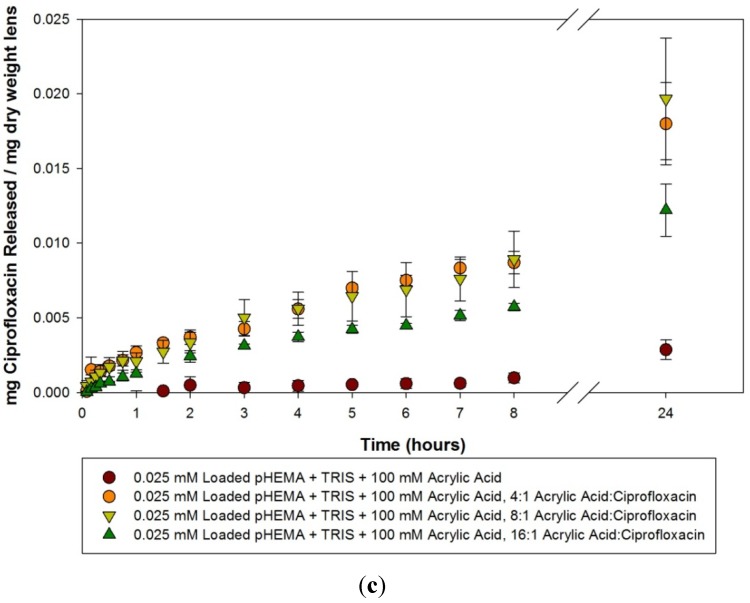 mg Ciprofloxacin Released / mg dry weight lens
0.025
0.020
0.015
0.010
0.005
0.000
0 1 2 3 4 5 6 7 8 24
Time (hours)
0.025 mM Loaded pHEMA + TRIS + 100 mM Acrylic Acid
0.025 mM Loaded pHEMA + TRIS + 100 mM Acrylic Acid, 4:1 Acrylic Acid:Ciprofloxacin
0.025 mM Loaded pHEMA + TRIS + 100 mM Acrylic Acid, 8:1 Acrylic Acid:Ciprofloxacin
0.025 mM Loaded pHEMA + TRIS + 100 mM Acrylic Acid, 16:1 Acrylic Acid:Ciprofloxacin
(c)